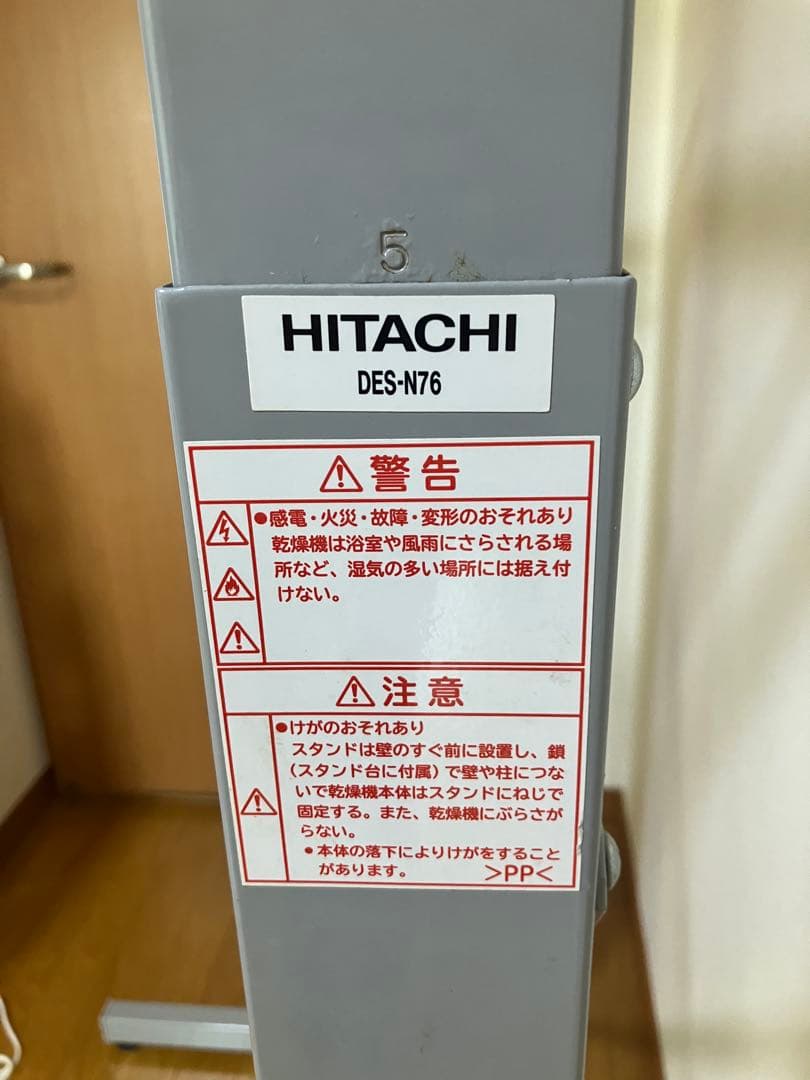 5
HITACHI
DES-N76
警告
●感電・火災・故障・変形のおそれあり
乾燥機は浴室や風雨にさらされる場
所など、湿気の多い場所には据え付
けない。
注意
●けがのおそれあり
スタンドは壁のすぐ前に設置し、鎖
(スタンド台に付属)で壁や柱につな
いで乾燥機本体はスタンドにねじで
固定する。また、乾燥機にぶらさが
らない。
●本体の落下によりけがをすること
があります。 >PP<